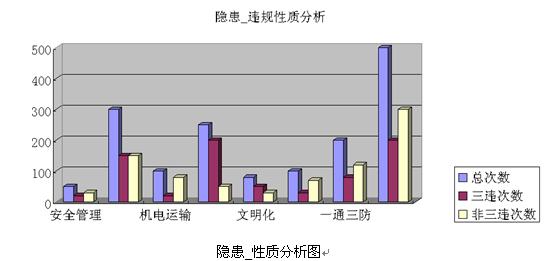 隐患_违规性质分析
500
400
300
200
100
0
安全管理 机电运输 文明化 一通三防
总次数
三违次数
非三违次数
隐患_性质分析图